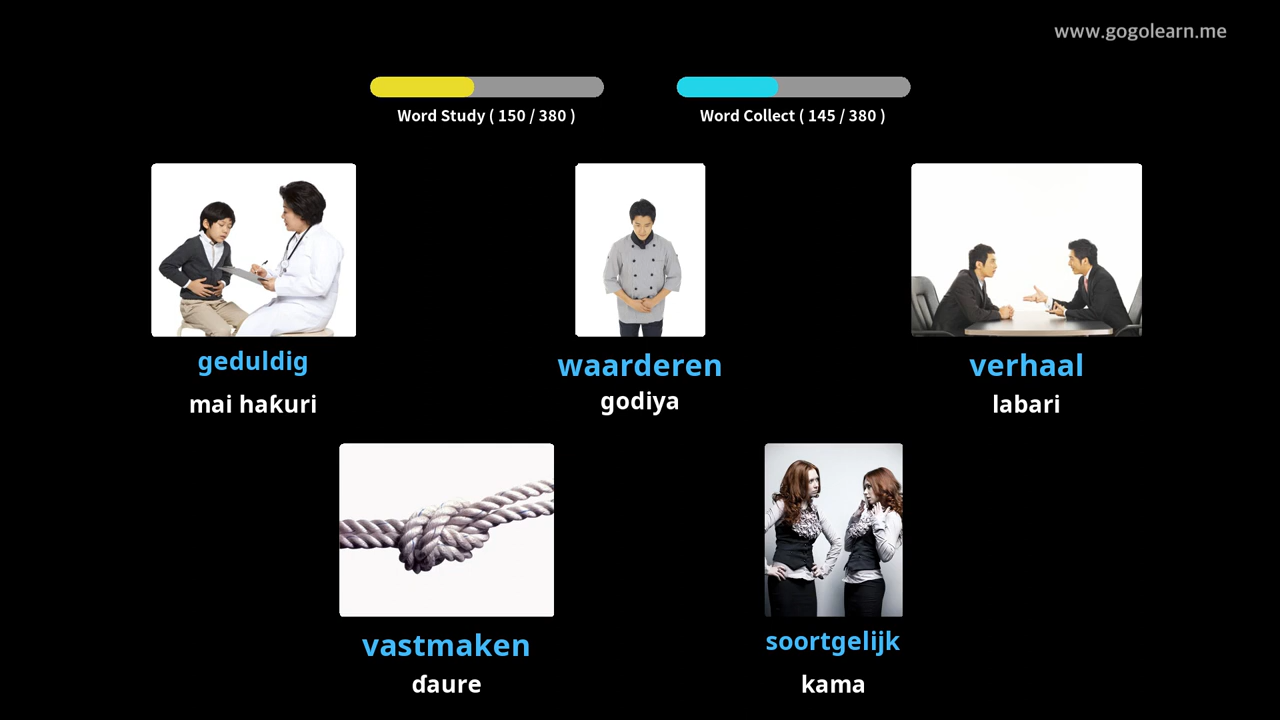 www.gogolearn.me
Word Study ( 150 / 380 )
Word Collect ( 145 / 380 )
geduldig
mai haƙuri
waarderen
godiya
verhaal
labari
vastmaken
ɗaure
soortgelijk
kama